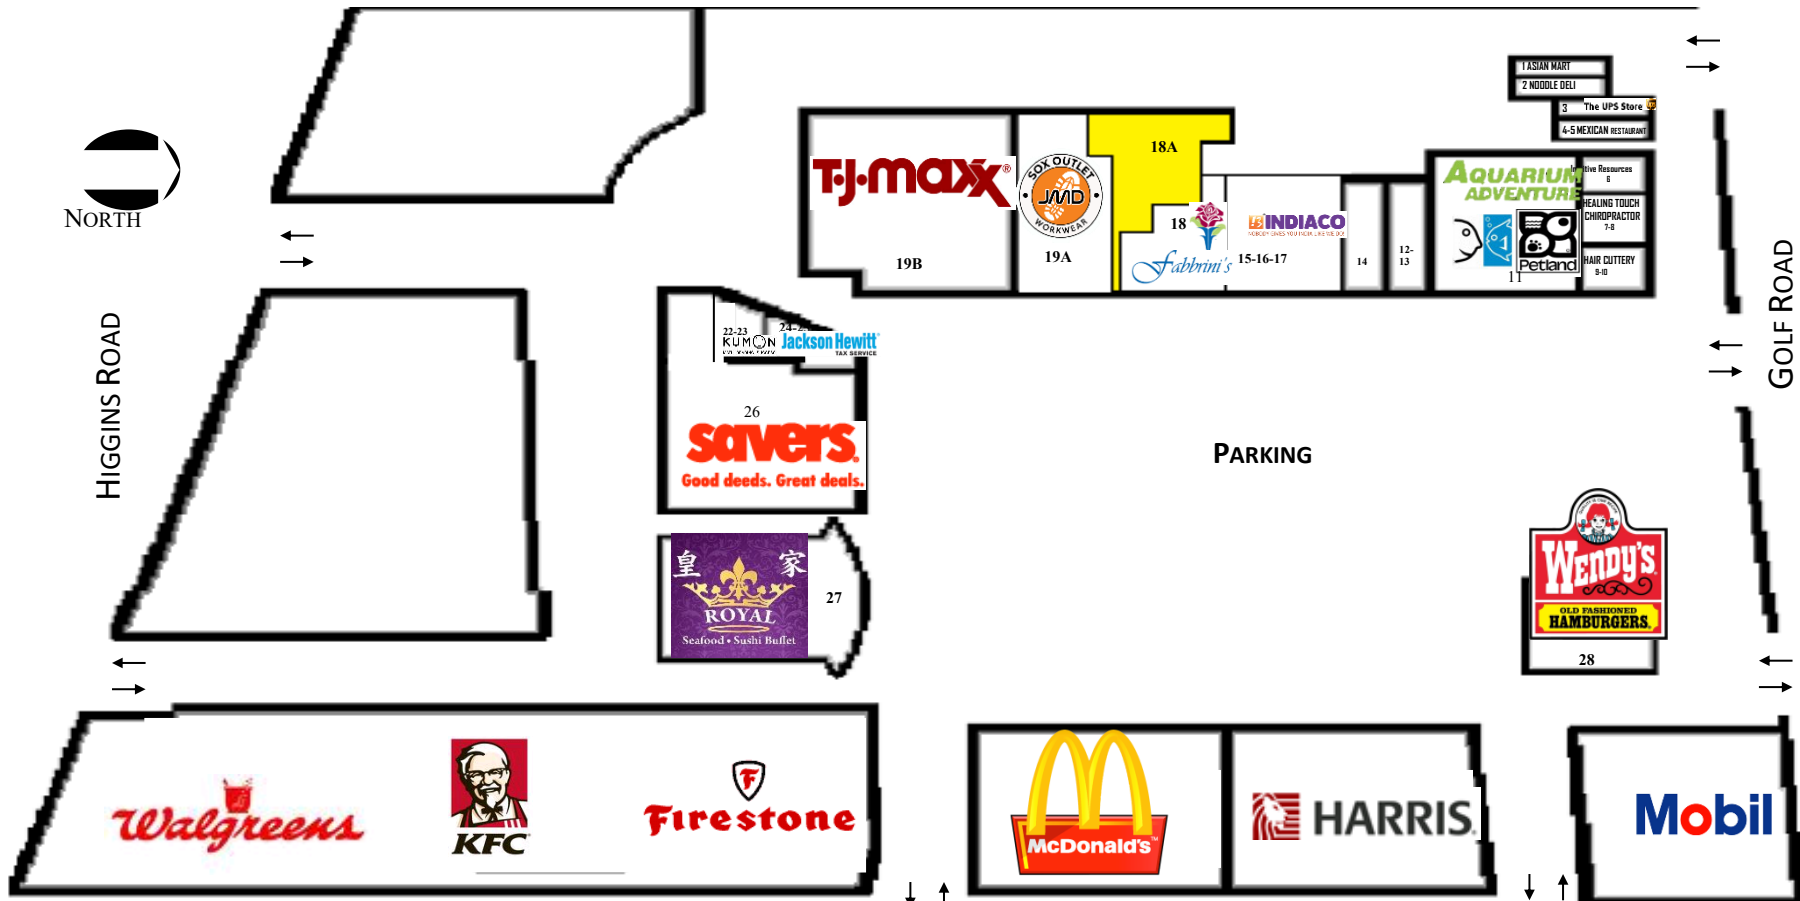 1 ASIAN MART
2 NOODLE DELI
3 The UPS Store
4-5 MEXICAN RESTAURANT
NORTH
T·J·maxx®
19B
SOX OUTLET
JMD
WORKWEAR
19A
18A
18
Fabbrini's
INDIACO
15-16-17
14
12-
13
AQUARIUM
ADVENTURE
Petland
11
Resources
6
HEALING TOUCH
CHIROPRACTOR
7-8
HAIR CUTTERY
9-10
HIGGINS ROAD
GOLF ROAD
22-23
KUMON
Jackson Hewitt
TAX SERVICE
26
savers.
Good deeds. Great deals.
PARKING
皇 家
ROYAL
Seafood • Sushi Buffet
27
WENDY'S
OLD FASHIONED
HAMBURGERS.
28
Walgreens
KFC
F
Firestone
McDonald's™
HARRIS
Mobil